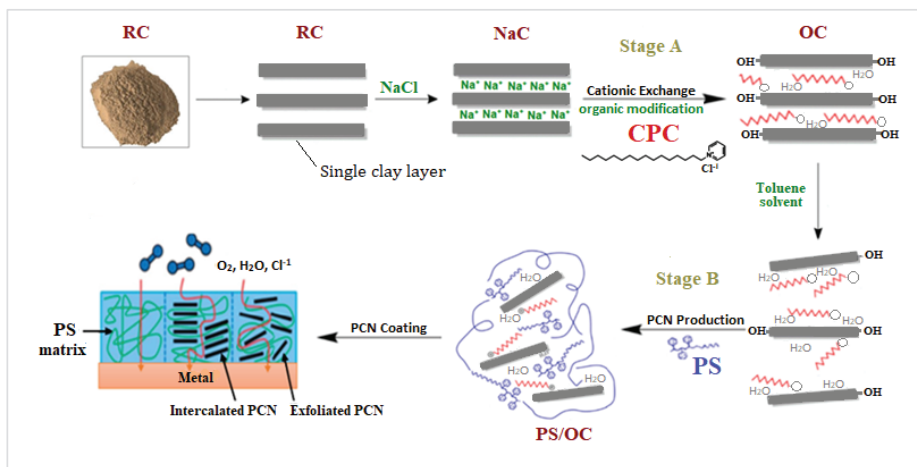 RC
RC
NaC
Stage A
OC
NaCl
Na⁺ Na⁺ Na⁺ Na⁺ Na⁺
Na⁺ Na⁺ Na⁺ Na⁺ Na⁺
Cationic Exchange
organic modification
CPC
N⁺
Cl⁻¹
Single clay layer
OH OH
H₂O
OH OH
H₂O
OH OH
Toluene
solvent
OH
H₂O H₂O
H₂O H₂O
OH OH
H₂O
H₂O
OH
Stage B
PCN Production
PS
H₂O
H₂O
H₂O
H₂O
PS/OC
PCN Coating
O₂, H₂O, Cl⁻¹
PS
matrix
Metal
Intercalated PCN
Exfoliated PCN